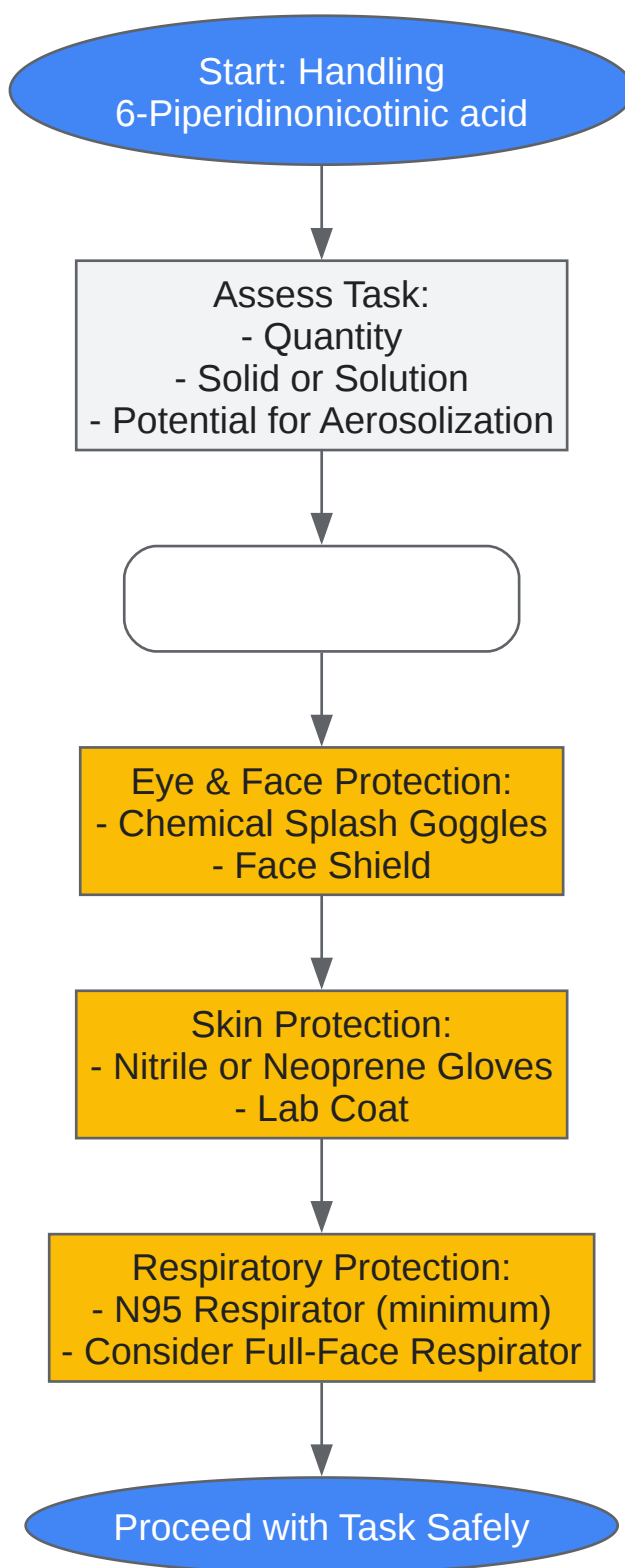 Start: Handling
6-Piperidinonicotinic acid
Assess Task:
- Quantity
- Solid or Solution
- Potential for Aerosolization
Eye & Face Protection:
- Chemical Splash Goggles
- Face Shield
Skin Protection:
- Nitrile or Neoprene Gloves
- Lab Coat
Respiratory Protection:
- N95 Respirator (minimum)
- Consider Full-Face Respirator
Proceed with Task Safely